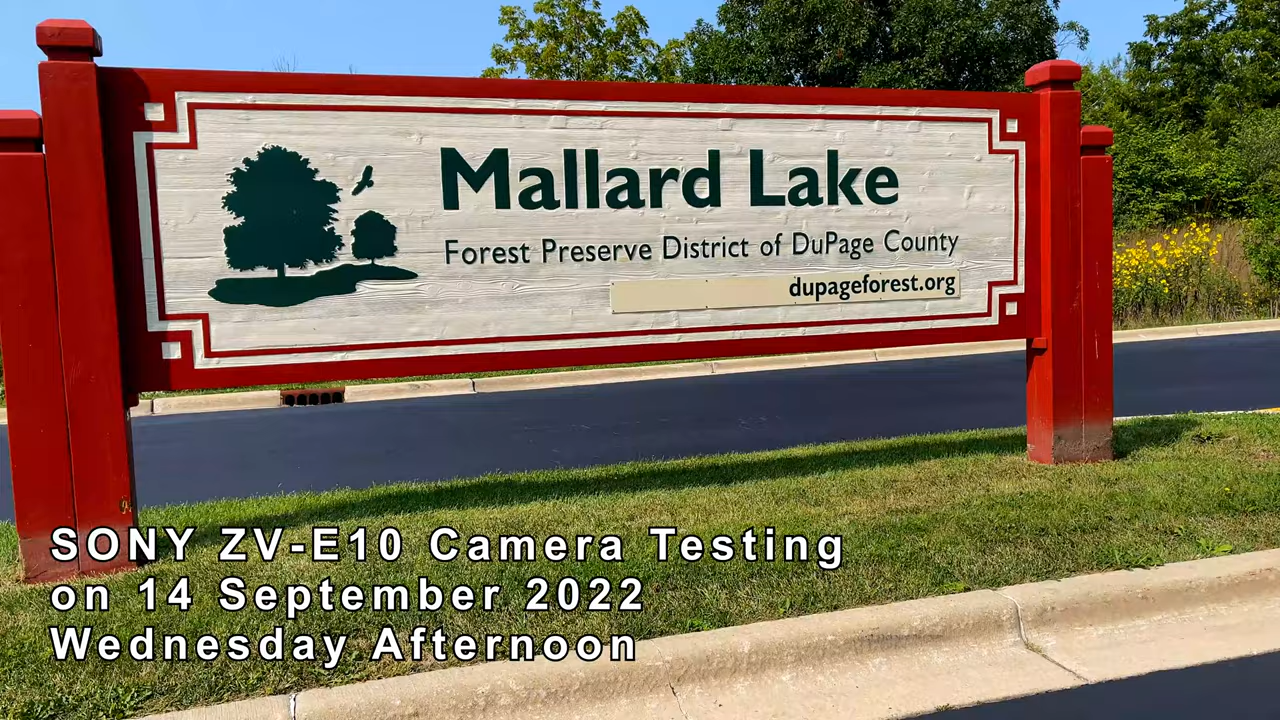 Mallard Lake
Forest Preserve District of DuPage County
dupageforest.org
SONY ZV-E10 Camera Testing
on 14 September 2022
Wednesday Afternoon